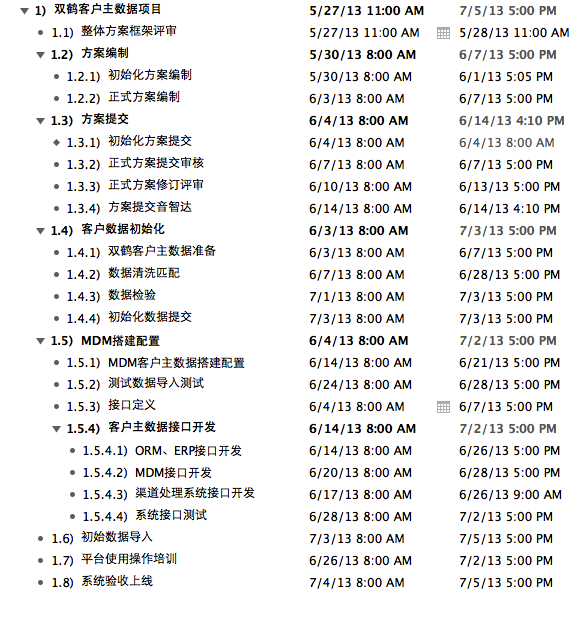 1) 双鹤客户主数据项目 5/27/13 11:00 AM 7/5/13 5:00 PM
1.1) 整体方案框架评审 5/27/13 11:00 AM 5/28/13 11:00 AM
1.2) 方案编制 5/30/13 8:00 AM 6/7/13 5:00 PM
1.2.1) 初始化方案编制 5/30/13 8:00 AM 6/1/13 5:05 PM
1.2.2) 正式方案编制 6/3/13 8:00 AM 6/7/13 5:00 PM
1.3) 方案提交 6/4/13 8:00 AM 6/14/13 4:10 PM
1.3.1) 初始化方案提交 6/4/13 8:00 AM 6/4/13 8:00 AM
1.3.2) 正式方案提交审核 6/7/13 8:00 AM 6/7/13 5:00 PM
1.3.3) 正式方案修订评审 6/10/13 8:00 AM 6/13/13 5:00 PM
1.3.4) 方案提交音智达 6/14/13 8:00 AM 6/14/13 4:10 PM
1.4) 客户数据初始化 6/3/13 8:00 AM 7/3/13 5:00 PM
1.4.1) 双鹤客户主数据准备 6/3/13 8:00 AM 6/7/13 5:00 PM
1.4.2) 数据清洗匹配 6/7/13 8:00 AM 6/28/13 5:00 PM
1.4.3) 数据检验 7/1/13 8:00 AM 7/3/13 5:00 PM
1.4.4) 初始化数据提交 7/3/13 8:00 AM 7/3/13 5:00 PM
1.5) MDM搭建配置 6/4/13 8:00 AM 7/2/13 5:00 PM
1.5.1) MDM客户主数据搭建配置 6/14/13 8:00 AM 6/21/13 5:00 PM
1.5.2) 测试数据导入测试 6/24/13 8:00 AM 6/28/13 5:00 PM
1.5.3) 接口定义 6/4/13 8:00 AM 6/7/13 5:00 PM
1.5.4) 客户主数据接口开发 6/14/13 8:00 AM 7/2/13 5:00 PM
1.5.4.1) ORM、ERP接口开发 6/14/13 8:00 AM 6/26/13 5:00 PM
1.5.4.2) MDM接口开发 6/20/13 8:00 AM 6/28/13 5:00 PM
1.5.4.3) 渠道处理系统接口开发 6/17/13 8:00 AM 6/26/13 9:00 AM
1.5.4.4) 系统接口测试 6/28/13 8:00 AM 7/2/13 5:00 PM
1.6) 初始数据导入 7/3/13 8:00 AM 7/5/13 5:00 PM
1.7) 平台使用操作培训 6/26/13 8:00 AM 7/2/13 5:00 PM
1.8) 系统验收上线 7/4/13 8:00 AM 7/5/13 5:00 PM